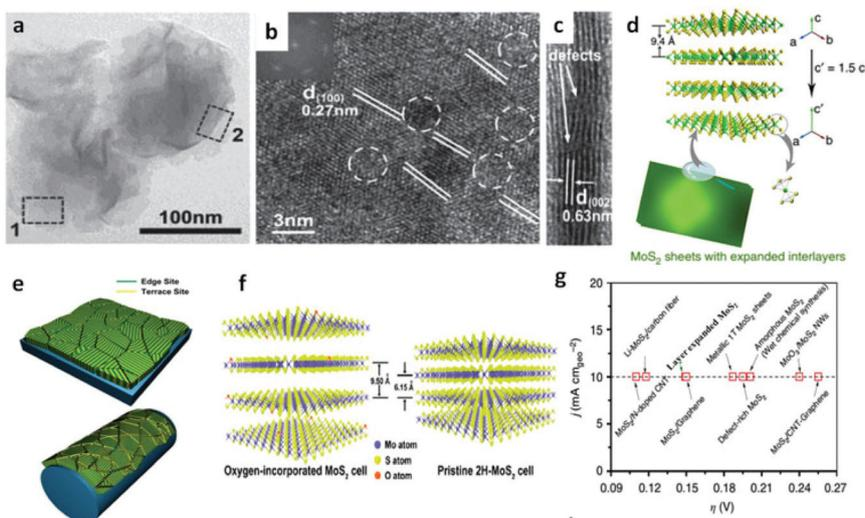 a
2
1
100nm
b
d(100)
0.27nm
3nm
c
defects
d(002)
0.63nm
d
9.4 Å
c
a
b
c' = 1.5 c
c'
a
b
MoS2 sheets with expanded interlayers
e
Edge Site
Terrace Site
f
9.50 Å
6.15 Å
Mo atom
S atom
O atom
Oxygen-incorporated MoS2 cell
Pristine 2H-MoS2 cell
g
j (mA cmgeo−2)
20
15
10
5
0
Li-MoS2/carbon fiber
Layer expanded MoS2
Metallic 1T MoS2 sheets
Amorphous MoS2
(Wet chemical synthesis)
MoO3/MoS2 NWs
MoS2/N-doped CNT
MoS2/Graphene
Defect-rich MoS2
MoS2/CNT-Graphene
0.09
0.12
0.15
0.18
0.21
0.24
0.27
η (V)